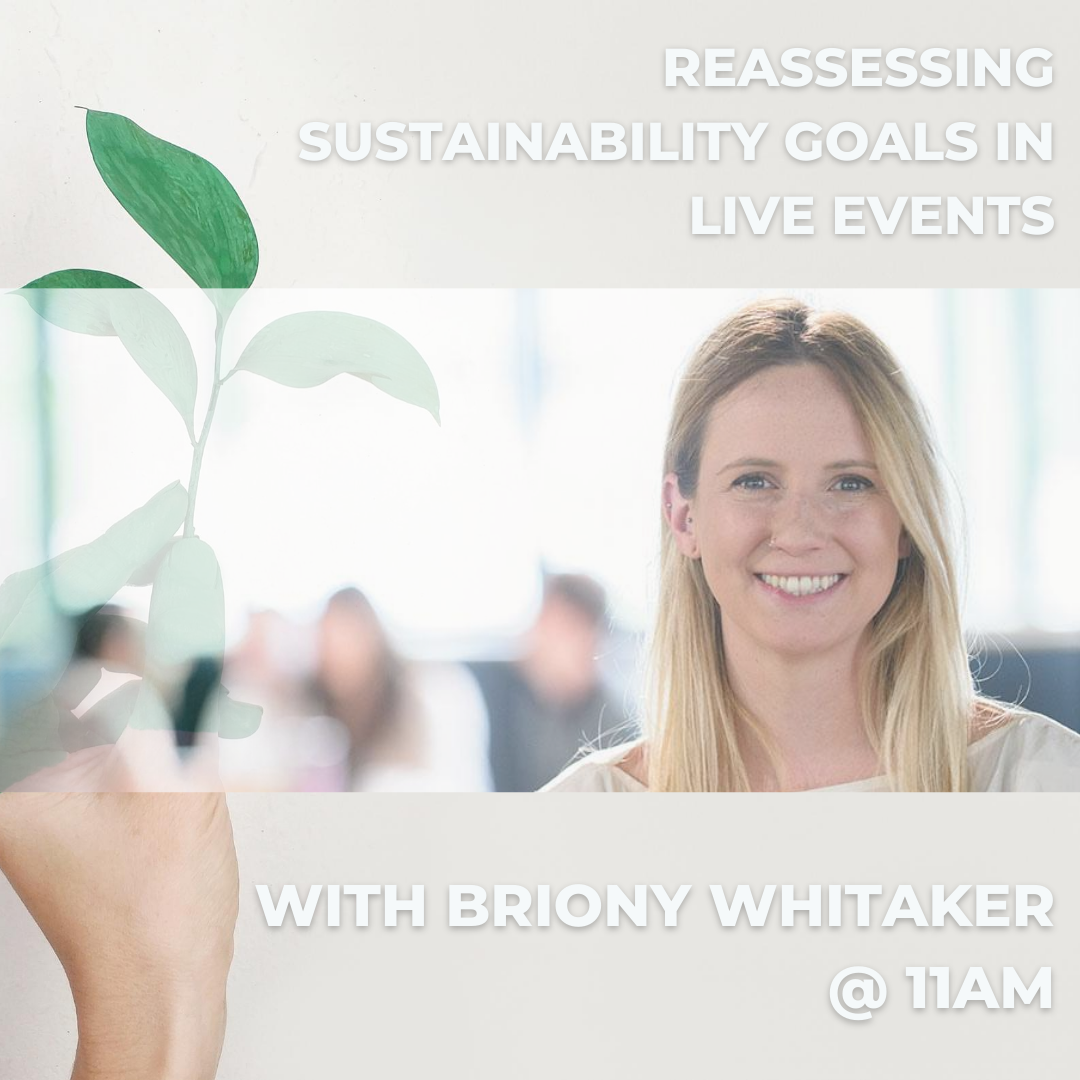 REASSESSING
SUSTAINABILITY GOALS IN
LIVE EVENTS
WITH BRIONY WHITAKER
@ 11AM